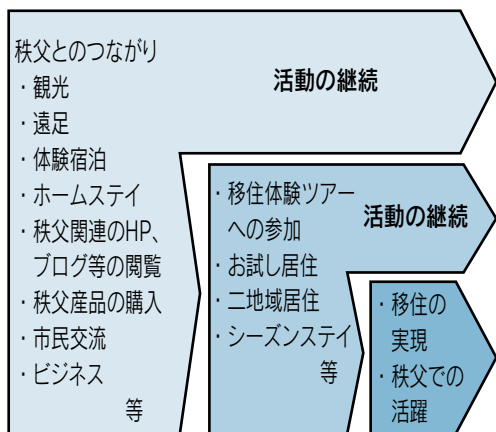 秩父とのつながり
・観光
・遠足
・体験宿泊
・ホームステイ
・秩父関連のHP、
ブログ等の閲覧
・秩父産品の購入
・市民交流
・ビジネス
等
活動の継続
・移住体験ツアー
への参加
・お試し居住
・二地域居住
・シーズンステイ
等
活動の継続
・移住の
実現
・秩父での
活躍